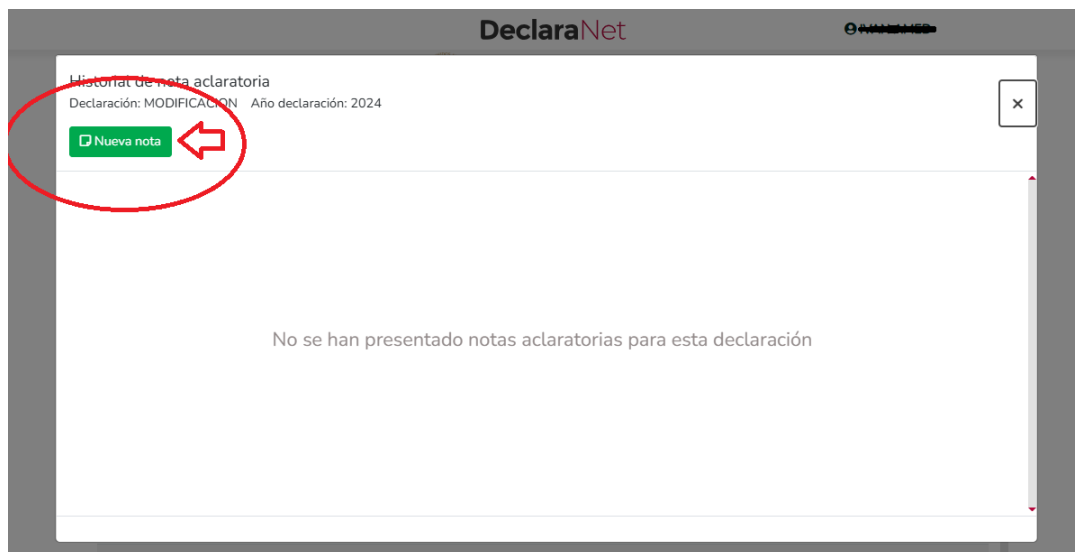 DeclaraNet
Historial de nota aclaratoria
Declaración: MODIFICACION Año declaración: 2024
×
Nueva nota
No se han presentado notas aclaratorias para esta declaración